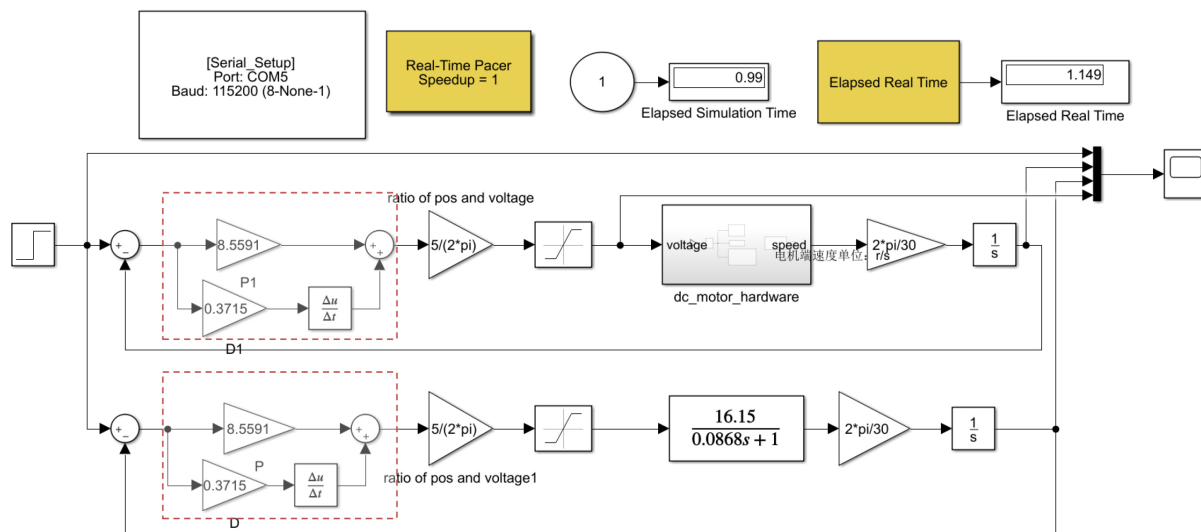 [Serial_Setup]
Port: COM5
Baud: 115200 (8-None-1)
Real-Time Pacer
Speedup = 1
1
0.99
Elapsed Simulation Time
Elapsed Real Time
1.149
Elapsed Real Time
ratio of pos and voltage
8.5591
P1
0.3715
Δu
Δt
D1
5/(2*pi)
voltage
speed
dc_motor_hardware
电机端速度单位:
r/s
2*pi/30
1
s
8.5591
P
0.3715
Δu
Δt
D
5/(2*pi)
ratio of pos and voltage1
16.15
0.0868s + 1
2*pi/30
1
s